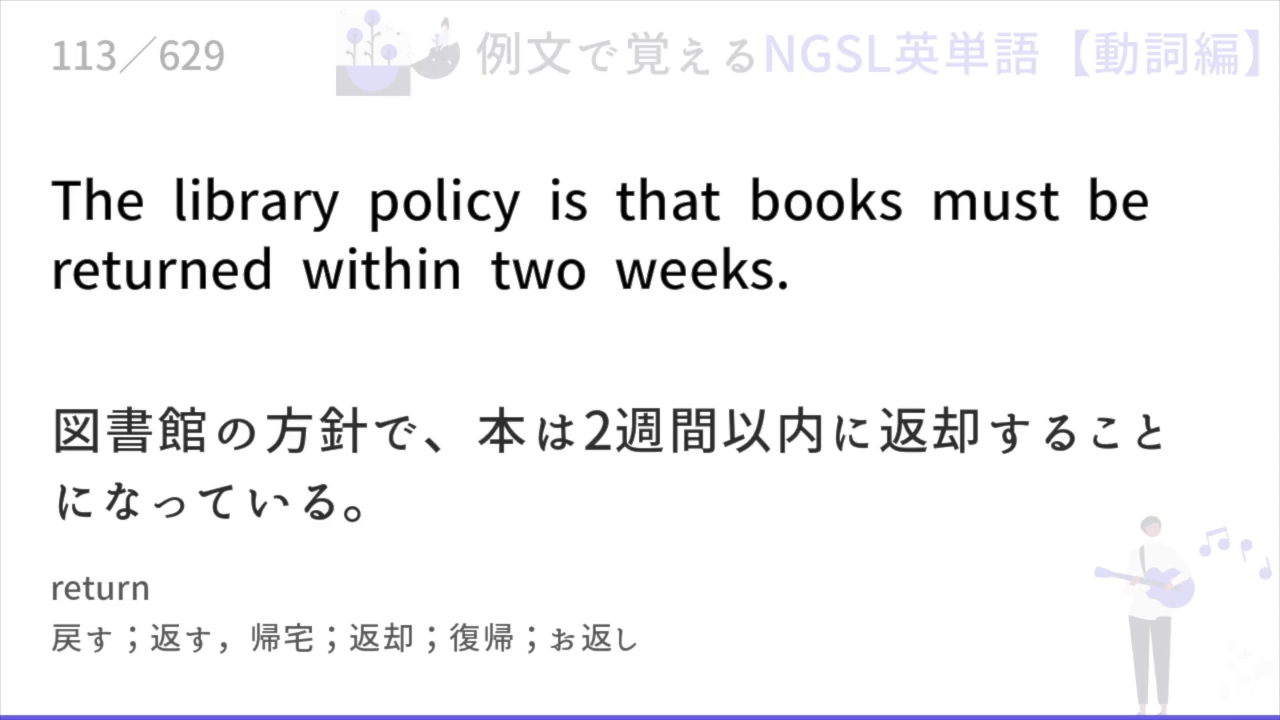 113／629
例文で覚えるNGSL英単語【動詞編】
The library policy is that books must be
returned within two weeks.
図書館の方針で、本は2週間以内に返却すること
になっている。
return
戻す；返す，帰宅；返却；復帰；お返し